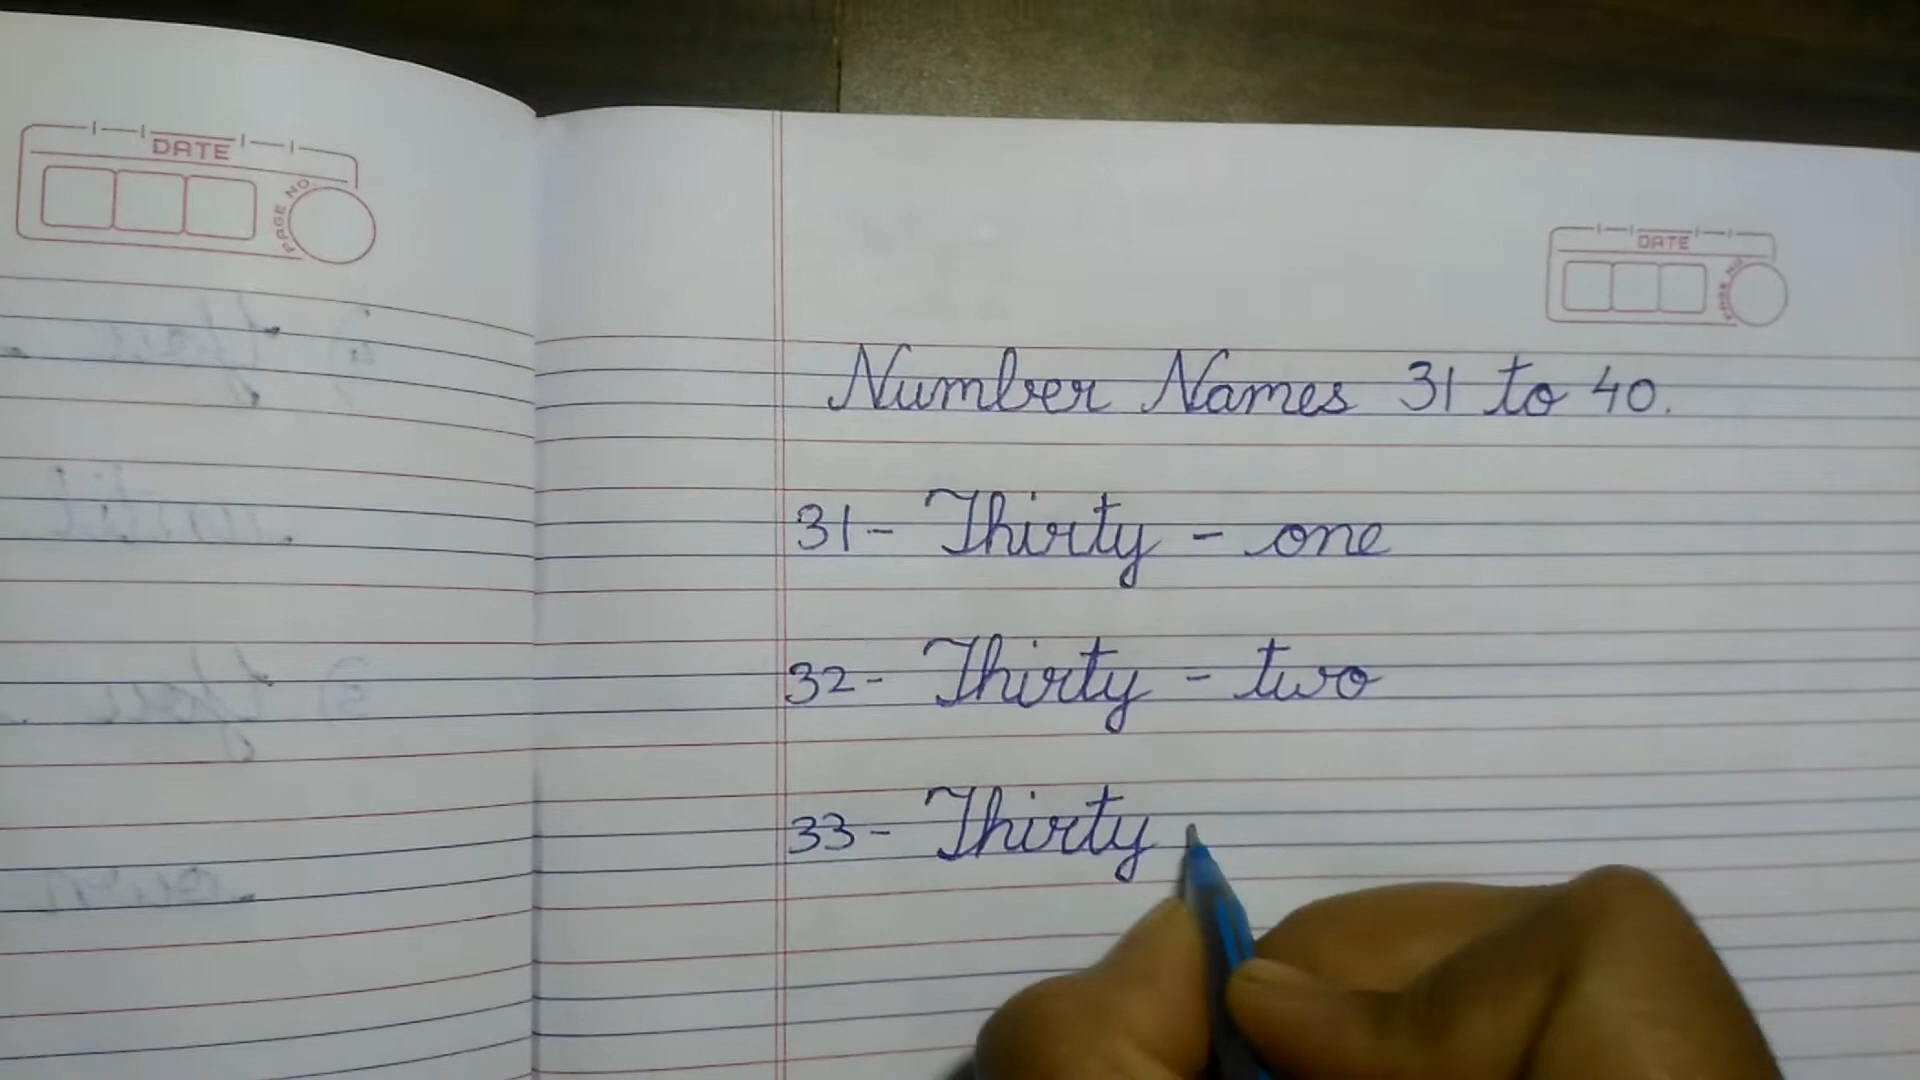 DATE
PAGE NO.
DATE
PAGE NO.
Number Names 31 to 40.
31 - Thirty - one
32 - Thirty - two
33 - Thirty